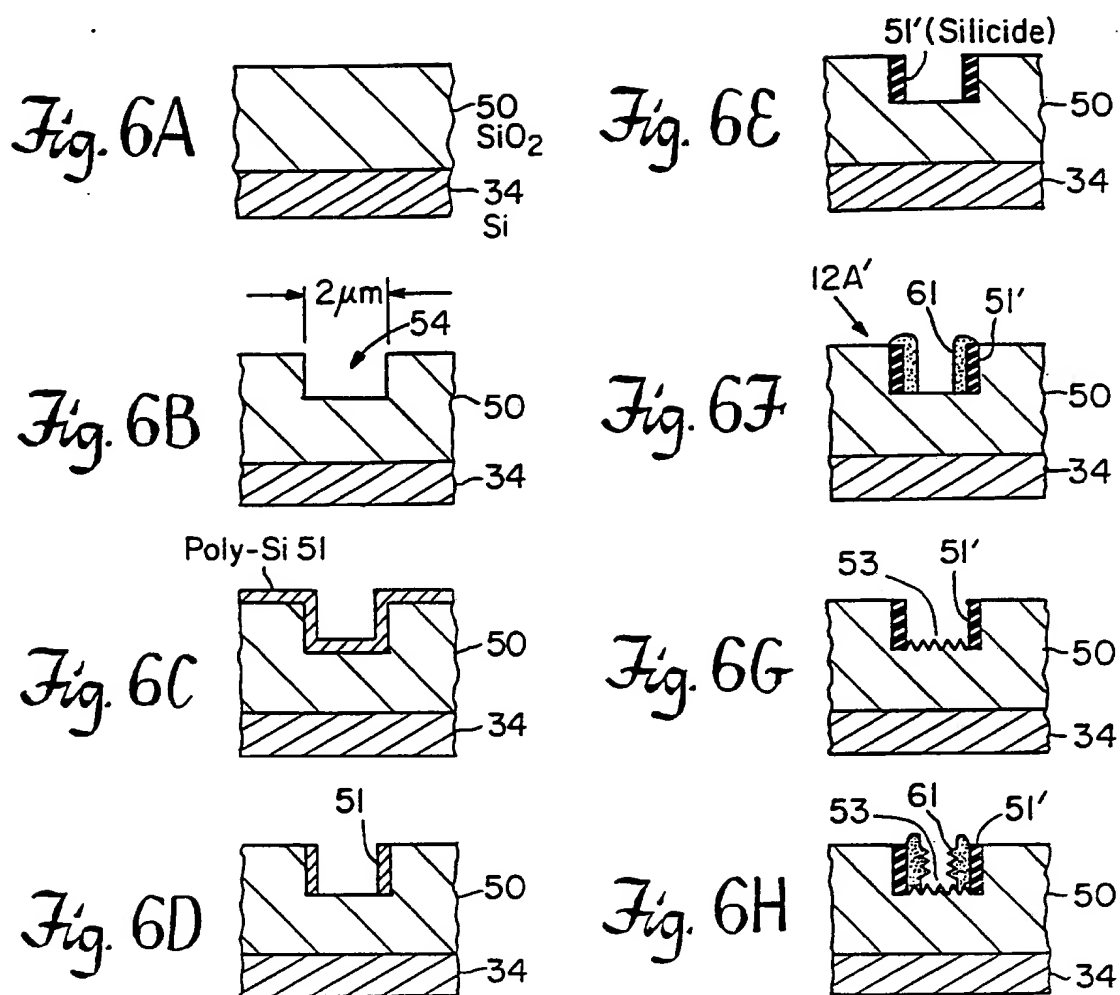 Fig. 6A
50
SiO2
34
Si
Fig. 6B
2μm
54
50
34
Fig. 6C
Poly-Si 51
50
34
Fig. 6D
51
50
34
Fig. 6E
51' (Silicide)
50
34
Fig. 6F
12A'
61
51'
50
34
Fig. 6G
53
51'
50
34
Fig. 6H
53
61
51'
50
34